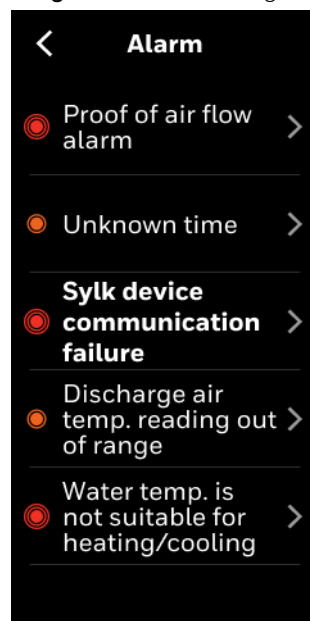 Alarm
Proof of air flow
alarm
Unknown time
Sylk device
communication
failure
Discharge air
temp. reading out
of range
Water temp. is
not suitable for
heating/cooling